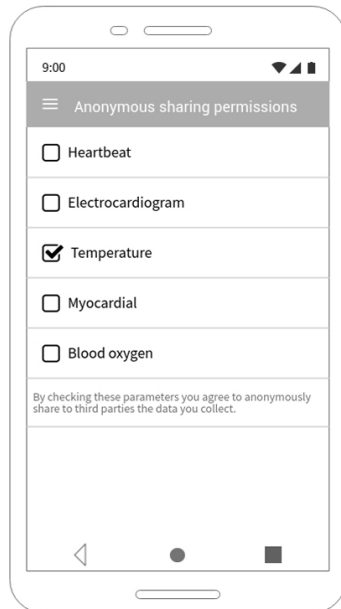 9:00
Anonymous sharing permissions
Heartbeat
Electrocardiogram
Temperature
Myocardial
Blood oxygen
By checking these parameters you agree to anonymously
share to third parties the data you collect.